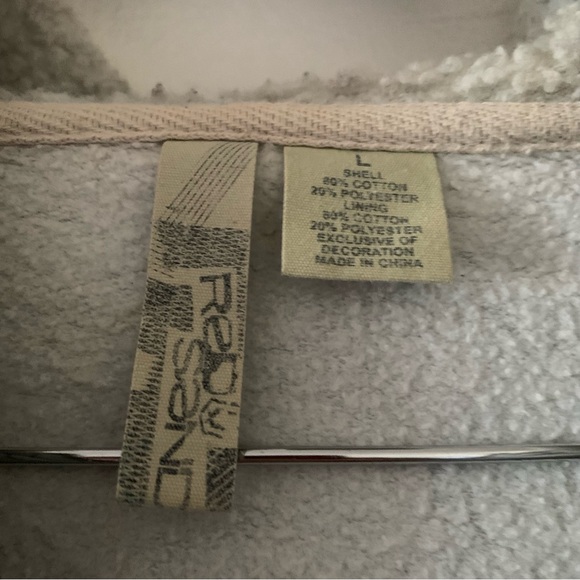 L
SHELL
80% COTTON
20% POLYESTER
LINING
80% COTTON
20% POLYESTER
EXCLUSIVE OF
DECORATION
MADE IN CHINA
ReD
SaND